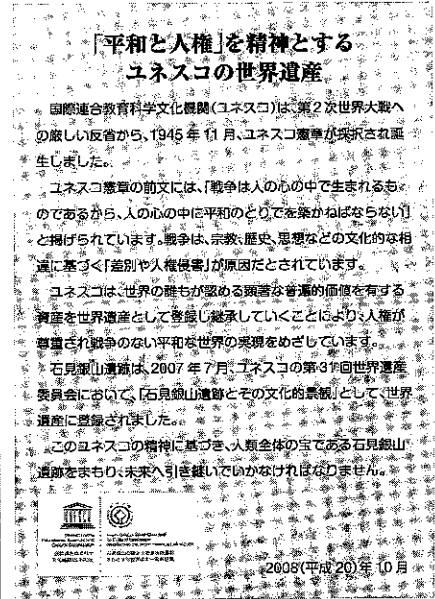 「平和と人権」を精神とする
ユネスコの世界遺産
国際連合教育科学文化機関(ユネスコ)は、第2次世界大戦へ
の厳しい反省から、1945年11月、ユネスコ憲章が採択され誕
生しました。
ユネスコ憲章の前文には、「戦争は人の心の中で生まれるも
のであるから、人の心の中に平和のとりでを築かねばならない」
と掲げられています。戦争は、宗教、歴史、思想などの文化的な相
違に基づく「差別や人権侵害」が原因だとされています。
ユネスコは、世界の誰もが認める顕著な普遍的価値を有する
資産を世界遺産として登録し継承していくことにより、人権が
尊重され戦争のない平和な世界の実現をめざしています。
石見銀山遺跡は、2007年7月、ユネスコの第31回世界遺産
委員会において、「石見銀山遺跡とその文化的景観」として、世界
遺産に登録されました。
このユネスコの精神に基づき、人類全体の宝である石見銀山
遺跡をまもり、未来へ引き継いでいかなければなりません。
2008(平成20)年10月